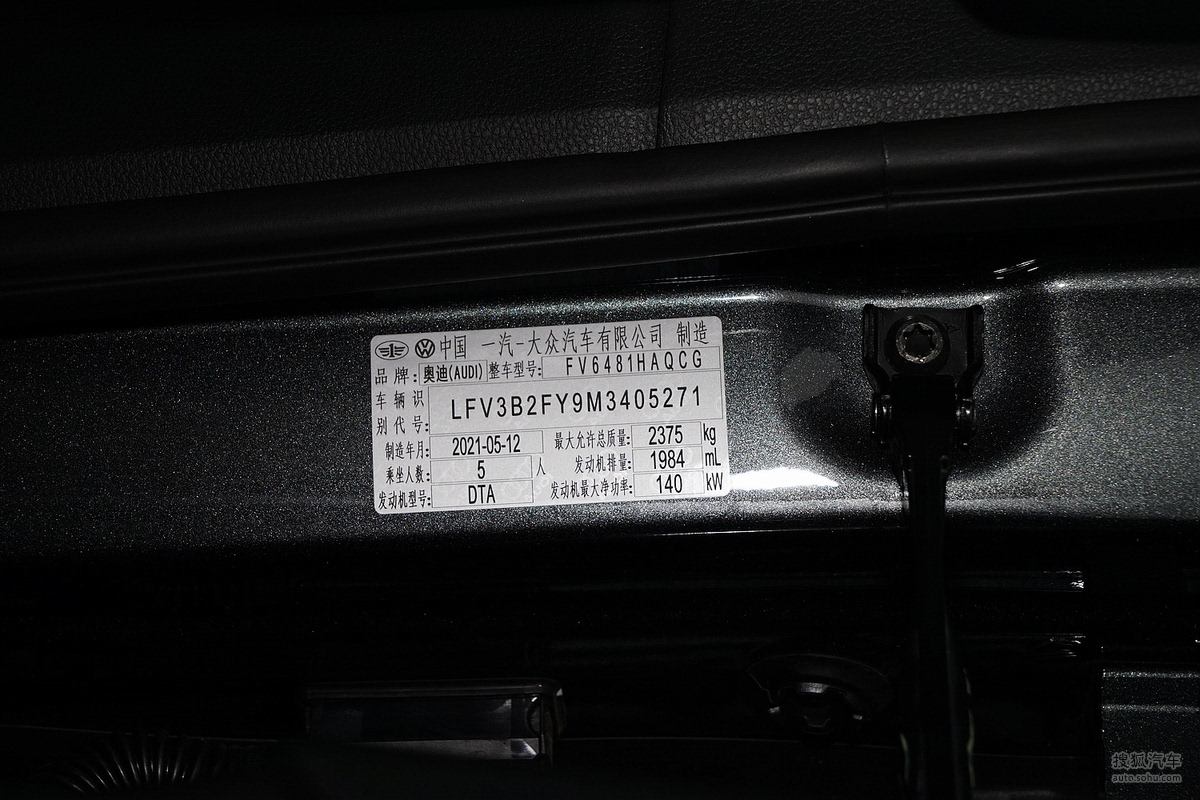 中国 一汽-大众汽车有限公司 制造
品牌: 奥迪(AUDI) 整车型号: FV6481HAQCG
车辆识别代号: LFV3B2FY9M3405271
制造年月: 2021-05-12 最大允许总质量: 2375 kg
乘坐人数: 5 人 发动机排量: 1984 mL
发动机型号: DTA 发动机最大净功率: 140 kW
搜狐汽车
auto.sohu.com